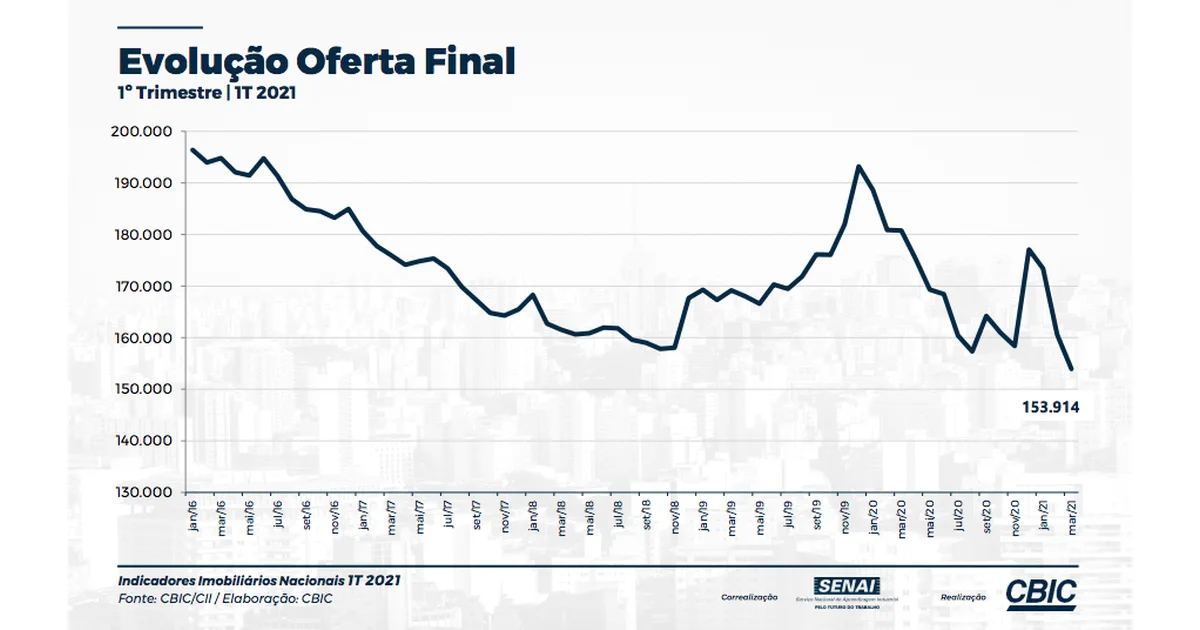 Evolução Oferta Final
1º Trimestre | 1T 2021
200.000
190.000
180.000
170.000
160.000
150.000
140.000
130.000
153.914
jan/16 mar/16 mai/16 jul/16 set/16 nov/16 jan/17 mar/17 mai/17 jul/17 set/17 nov/17 jan/18 mar/18 mai/18 jul/18 set/18 nov/18 jan/19 mar/19 mai/19 jul/19 set/19 nov/19 jan/20 mar/20 mai/20 jul/20 set/20 nov/20 jan/21 mar/21
Indicadores Imobiliários Nacionais 1T 2021
Fonte: CBIC/CII / Elaboração: CBIC
Correalização
SENAI
Serviço Nacional de Aprendizagem Industrial
PELO FUTURO DO TRABALHO
Realização
CBIC